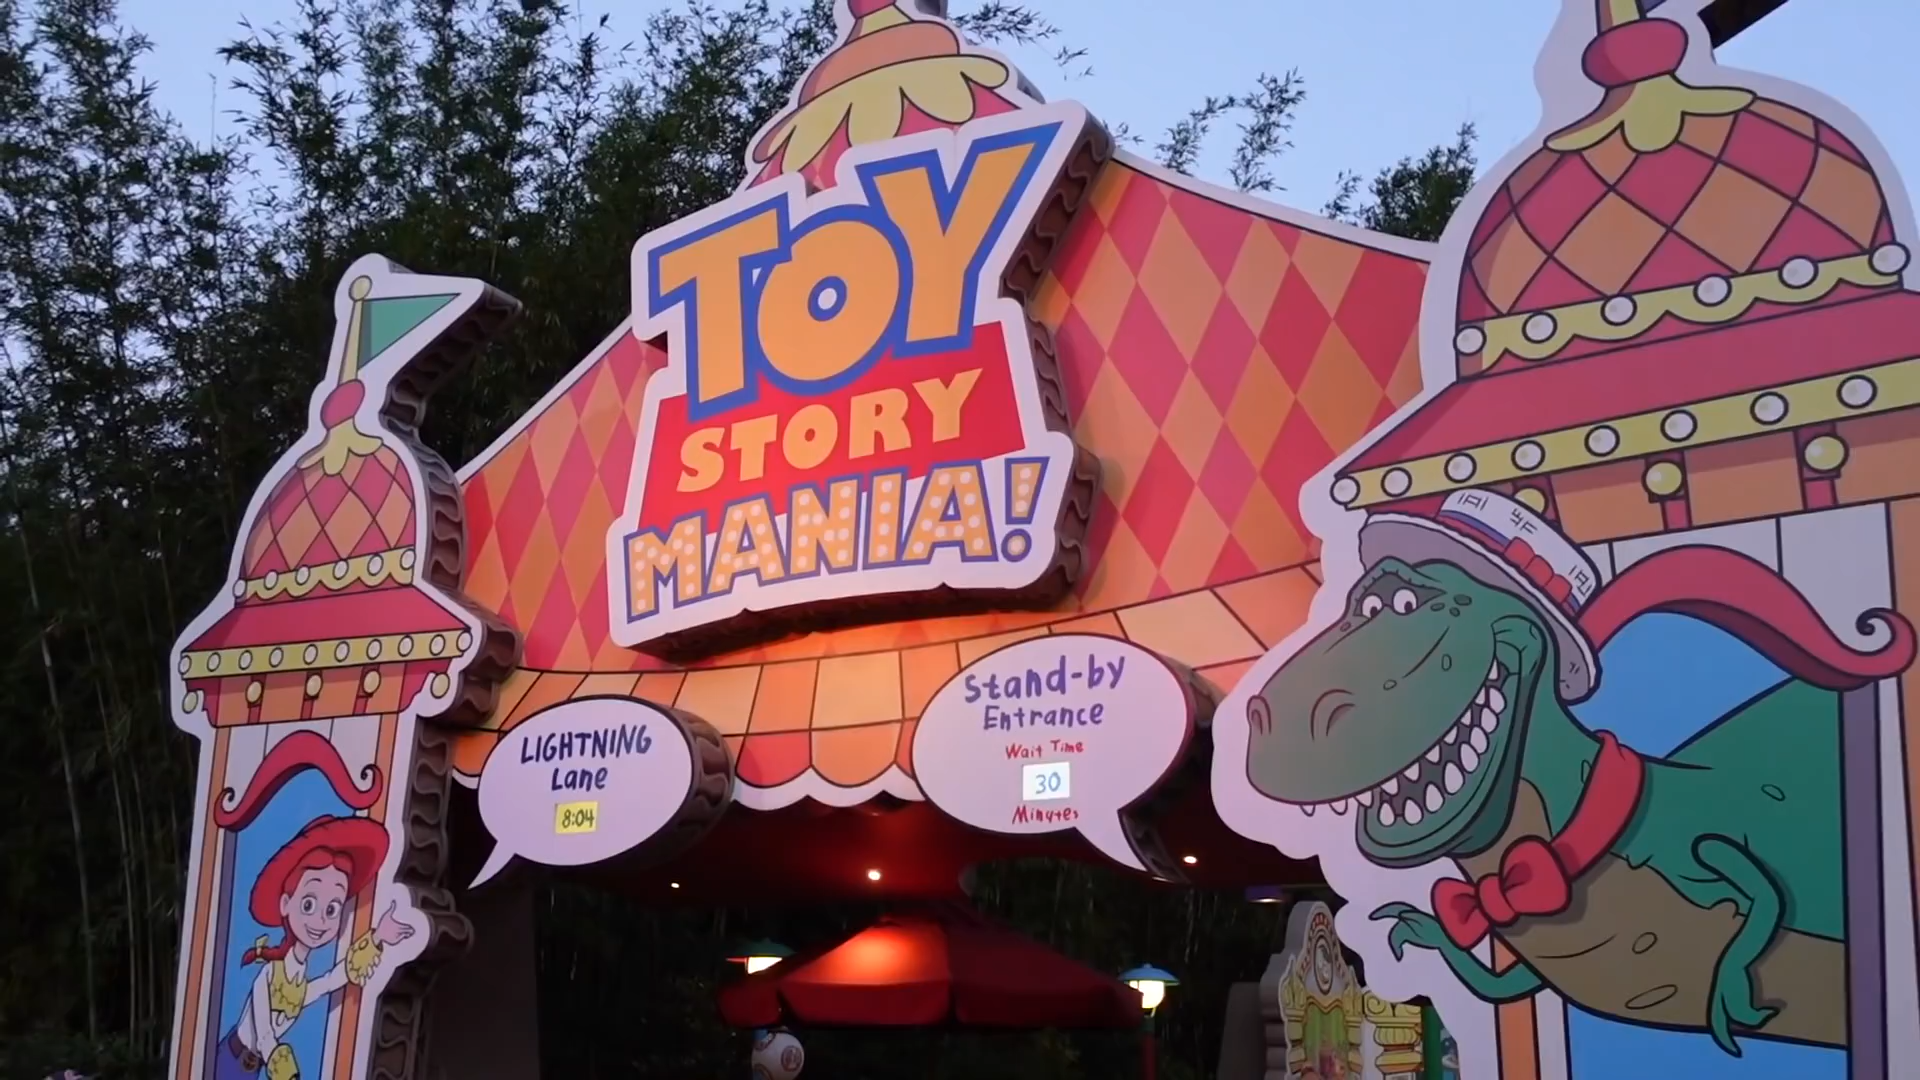 TOY
STORY
MANIA!
LIGHTNING
Lane
8:04
Stand-by
Entrance
Wait Time
30
Minutes